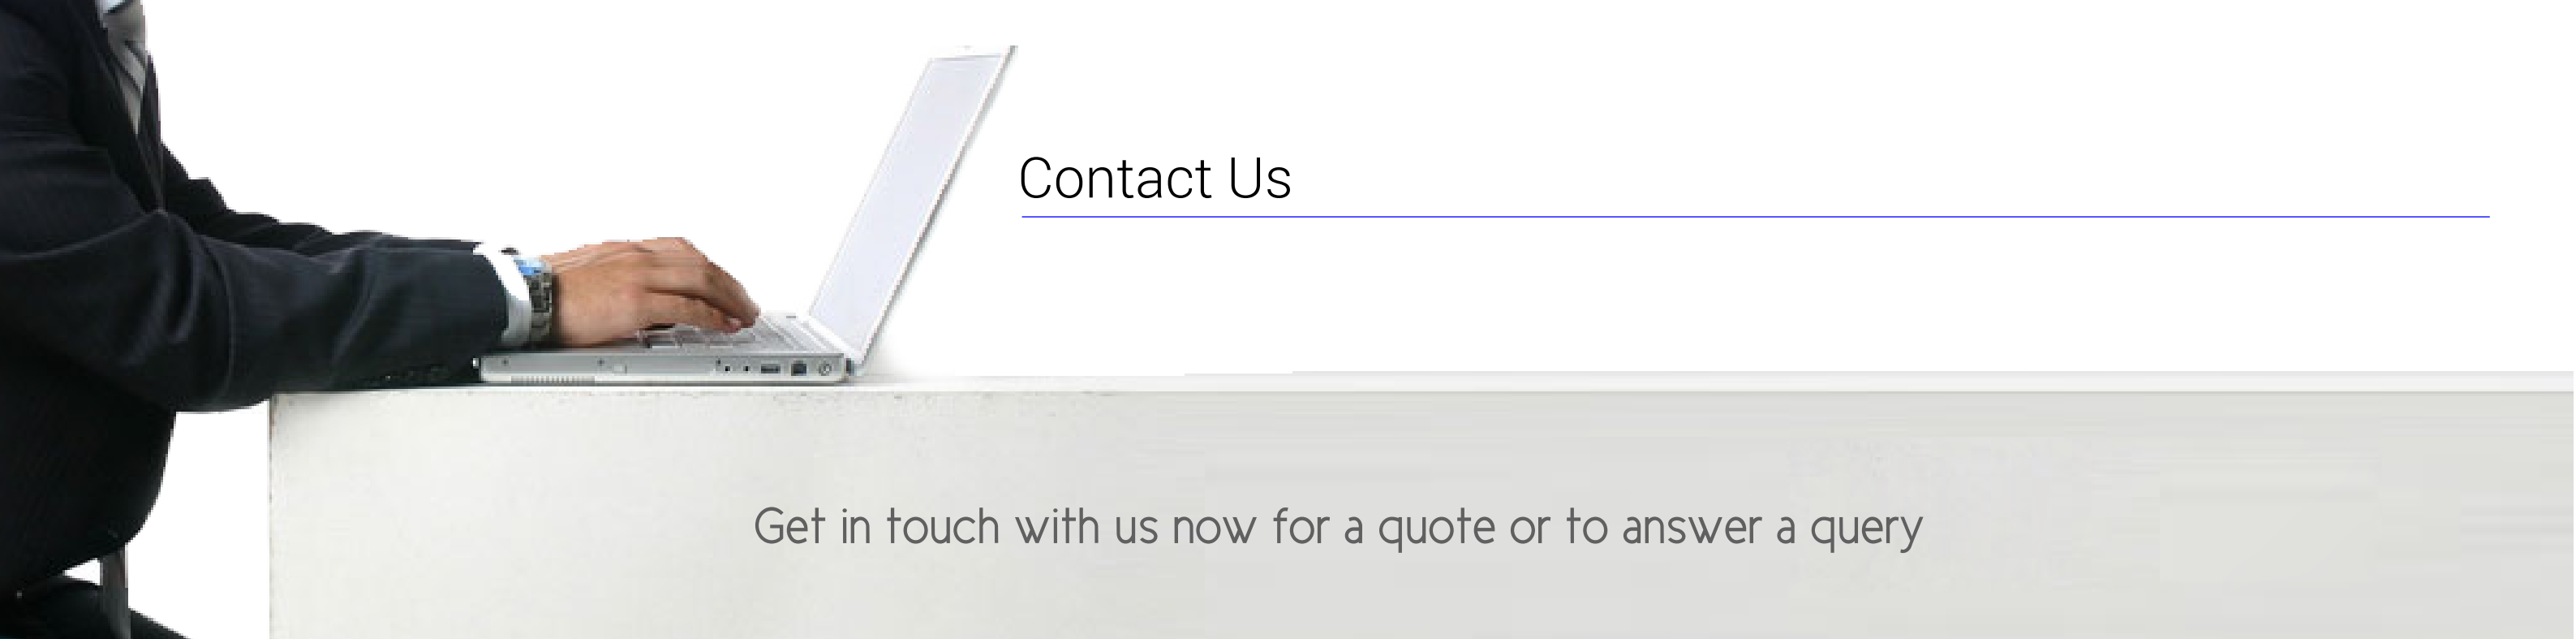 Contact Us
Get in touch with us now for a quote or to answer a query